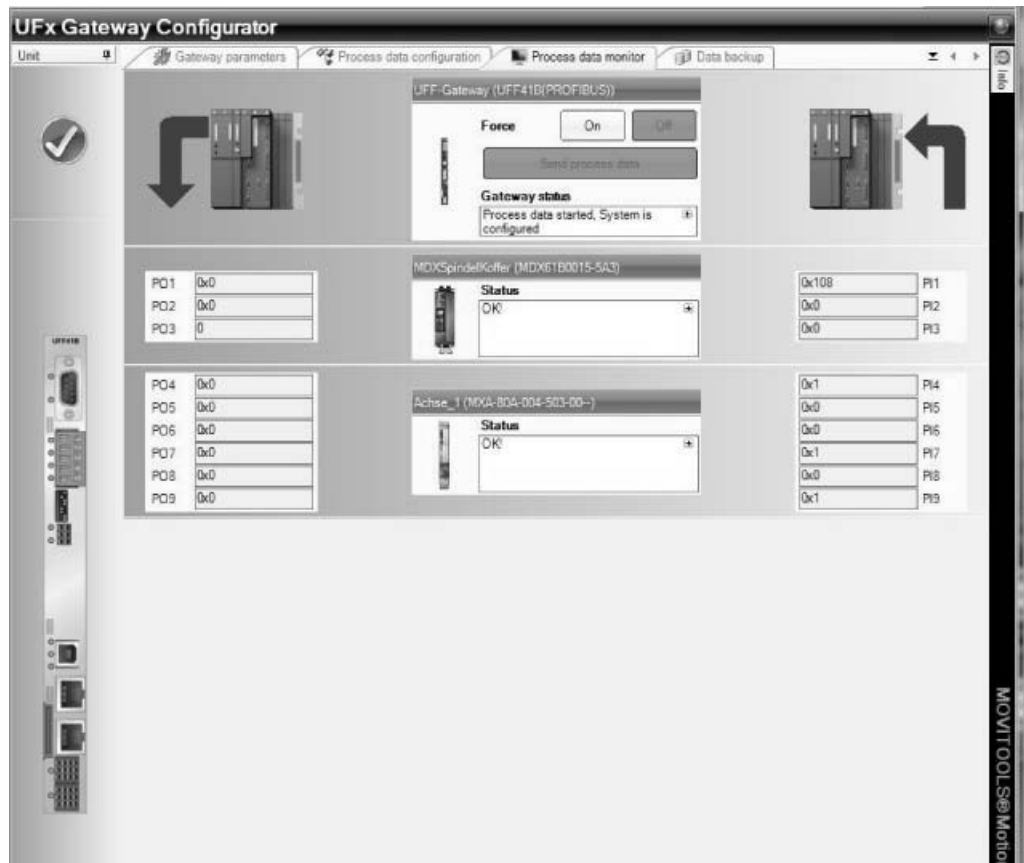 UFx Gateway Configurator
Unit
Gateway parameters
Process data configuration
Process data monitor
Data backup
Info
UFF-Gateway (UFF41B(PROFIBUS))
Force
On
Off
Send process data
Gateway status
Process data started, System is
configured
MDXSpindelKoffer (MDX61B0015-5A3)
Status
OK!
PO1 0x0
PO2 0x0
PO3 0
0x108 PI1
0x0 PI2
0x0 PI3
UFF41B
Achse_1 (MXA-80A-004-503-00--)
Status
OK!
PO4 0x0
PO5 0x0
PO6 0x0
PO7 0x0
PO8 0x0
PO9 0x0
0x1 PI4
0x0 PI5
0x0 PI6
0x1 PI7
0x0 PI8
0x1 PI9
MOVITOOLS® Motio